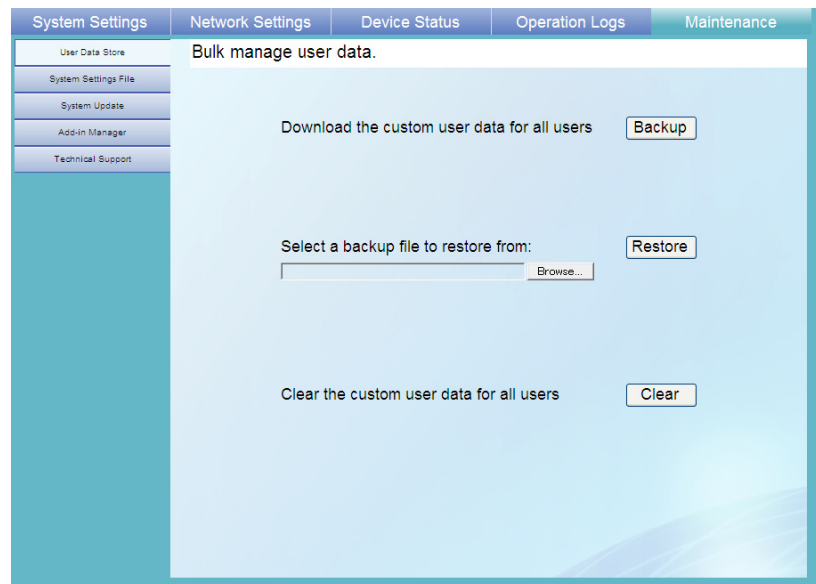 System Settings Network Settings Device Status Operation Logs Maintenance
User Data Store
System Settings File
System Update
Add-in Manager
Technical Support
Bulk manage user data.
Download the custom user data for all users Backup
Select a backup file to restore from: Restore
Browse...
Clear the custom user data for all users Clear